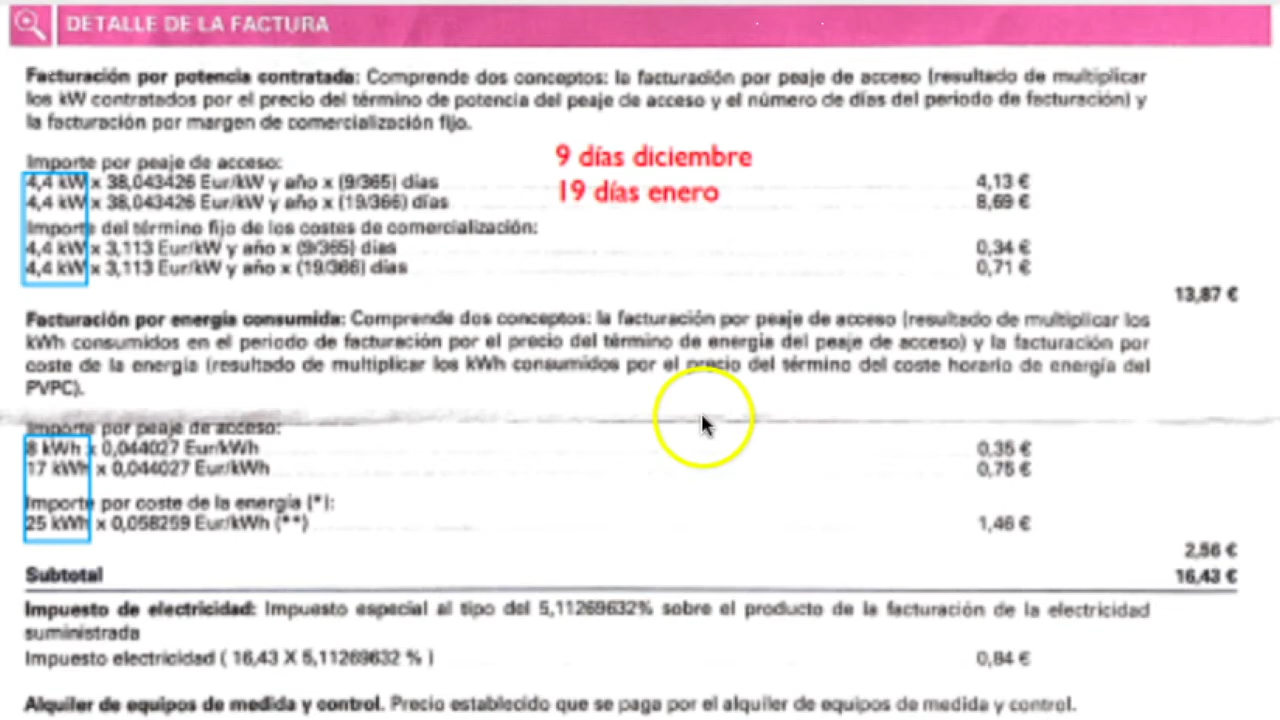 DETALLE DE LA FACTURA
Facturación por potencia contratada: Comprende dos conceptos: la facturación por peaje de acceso (resultado de multiplicar
los kW contratados por el precio del término de potencia del peaje de acceso y el número de días del periodo de facturación) y
la facturación por margen de comercialización fijo.
9 días diciembre
Importe por peaje de acceso:
4,4 kW x 38,043426 Eur/kW y año x (9/365) días 4,13 €
19 días enero
4,4 kW x 38,043426 Eur/kW y año x (19/366) días 8,69 €
Importe del término fijo de los costes de comercialización:
4,4 kW x 3,113 Eur/kW y año x (9/365) días 0,34 €
4,4 kW x 3,113 Eur/kW y año x (19/366) días 0,71 €
13,87 €
Facturación por energía consumida: Comprende dos conceptos: la facturación por peaje de acceso (resultado de multiplicar los
kWh consumidos en el periodo de facturación por el precio del término de energía del peaje de acceso) y la facturación por
coste de la energía (resultado de multiplicar los kWh consumidos por el precio del término del coste horario de energía del
PVPC).
Importe por peaje de acceso:
8 kWh x 0,044027 Eur/kWh 0,35 €
17 kWh x 0,044027 Eur/kWh 0,75 €
Importe por coste de la energía (*):
25 kWh x 0,058259 Eur/kWh (**) 1,46 €
2,56 €
Subtotal 16,43 €
Impuesto de electricidad: Impuesto especial al tipo del 5,11269632% sobre el producto de la facturación de la electricidad
suministrada
Impuesto electricidad ( 16,43 X 5,11269632 % ) 0,84 €
Alquiler de equipos de medida y control. Precio establecido que se paga por el alquiler de equipos de medida y control.